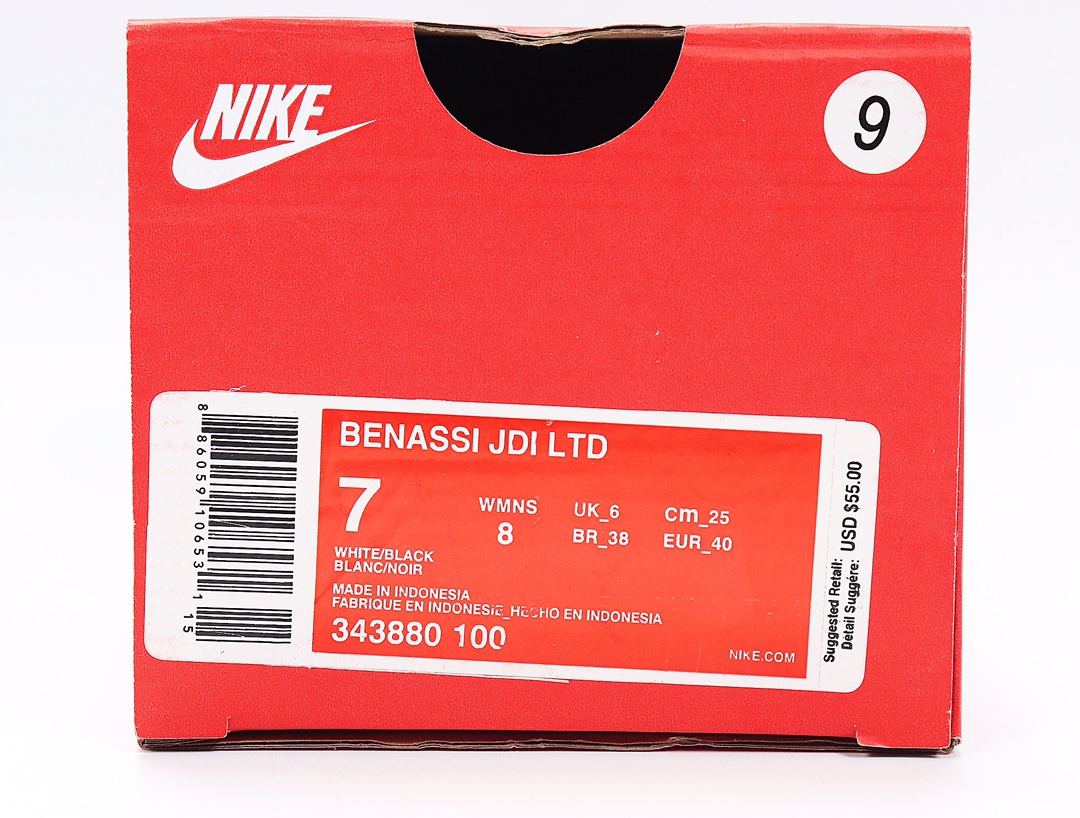 NIKE
9
BENASSI JDI LTD
7
WMNS
8
UK_6
BR_38
Cm_25
EUR_40
WHITE/BLACK
BLANC/NOIR
MADE IN INDONESIA
FABRIQUE EN INDONESIE_HECHO EN INDONESIA
343880 100
NIKE.COM
8 86059 10653 1 15
Suggested Retail: USD $55.00
Détail Suggére: